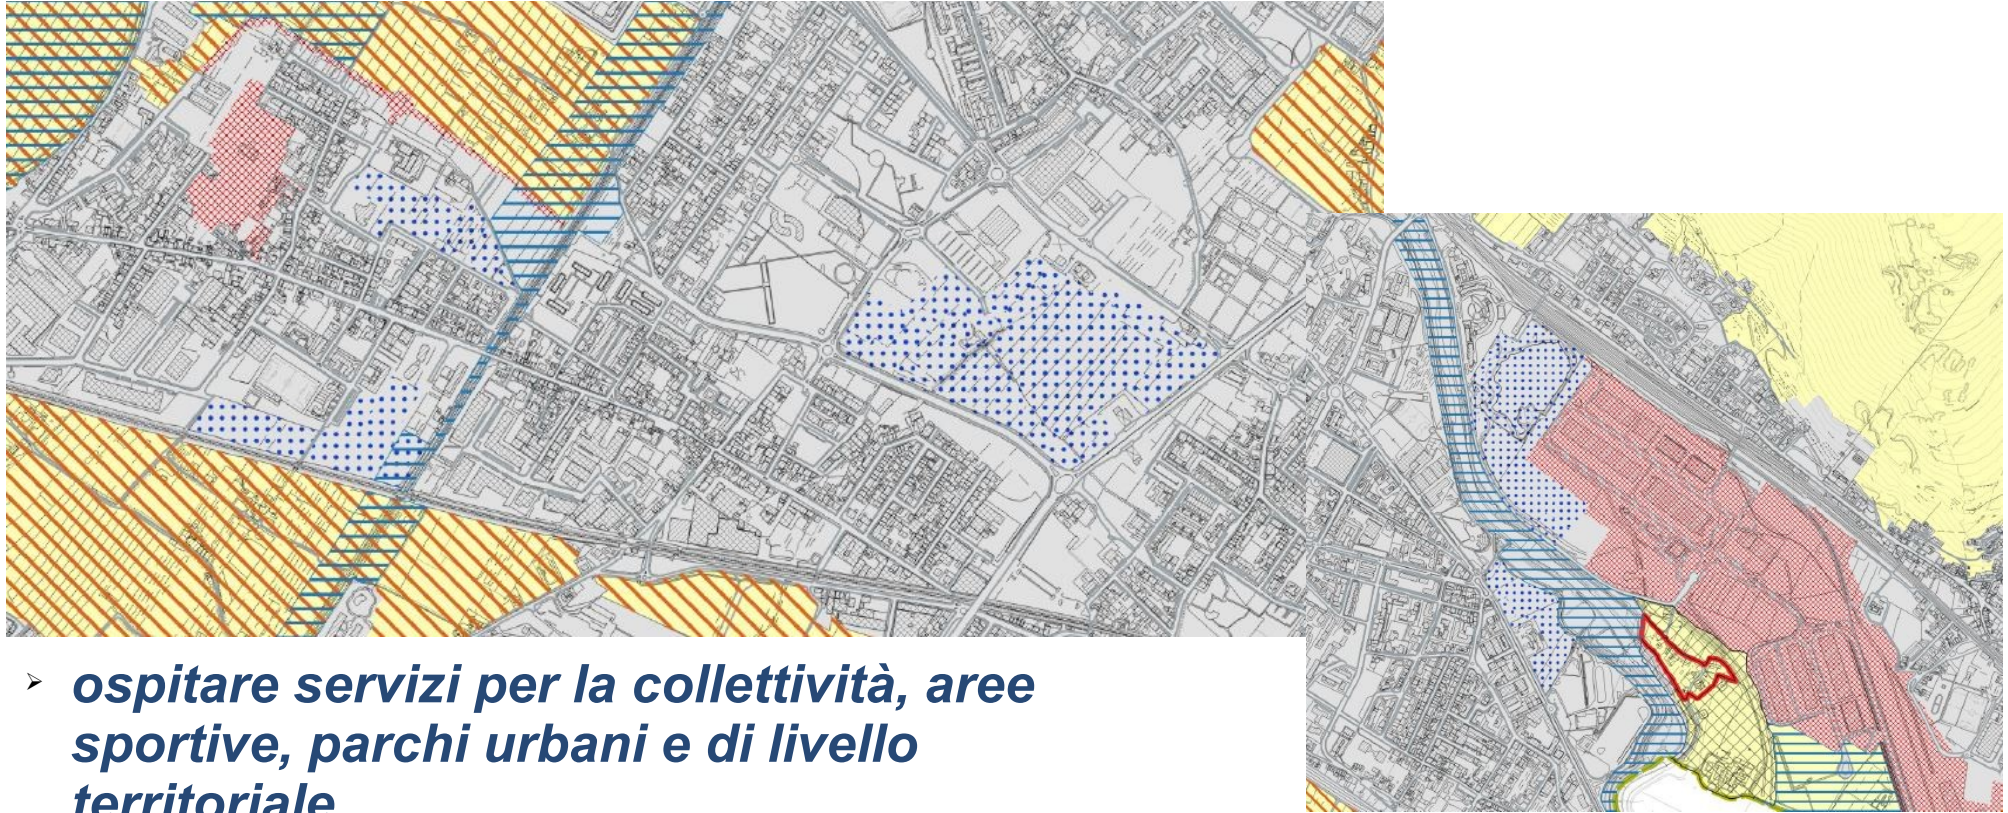 ospitare servizi per la collettività, aree
sportive, parchi urbani e di livello
territoriale